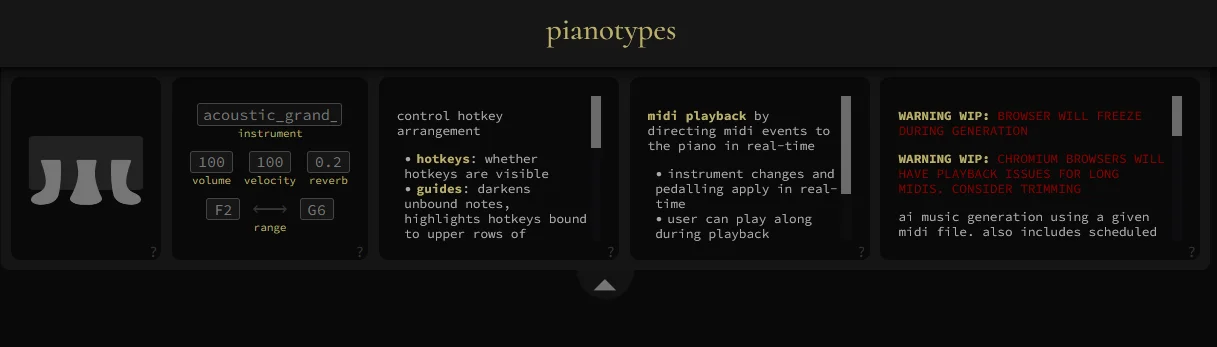 pianotypes
acoustic_grand_
instrument
100 100 0.2
volume velocity reverb
F2 ⟷ G6
range
?
?
control hotkey
arrangement
• hotkeys: whether
hotkeys are visible
• guides: darkens
unbound notes,
highlights hotkeys bound
to upper rows of
?
midi playback by
directing midi events to
the piano in real-time
• instrument changes and
pedalling apply in real-
time
• user can play along
during playback
?
WARNING WIP: BROWSER WILL FREEZE
DURING GENERATION
WARNING WIP: CHROMIUM BROWSERS WILL
HAVE PLAYBACK ISSUES FOR LONG
MIDIS. CONSIDER TRIMMING
ai music generation using a given
midi file. also includes scheduled
?